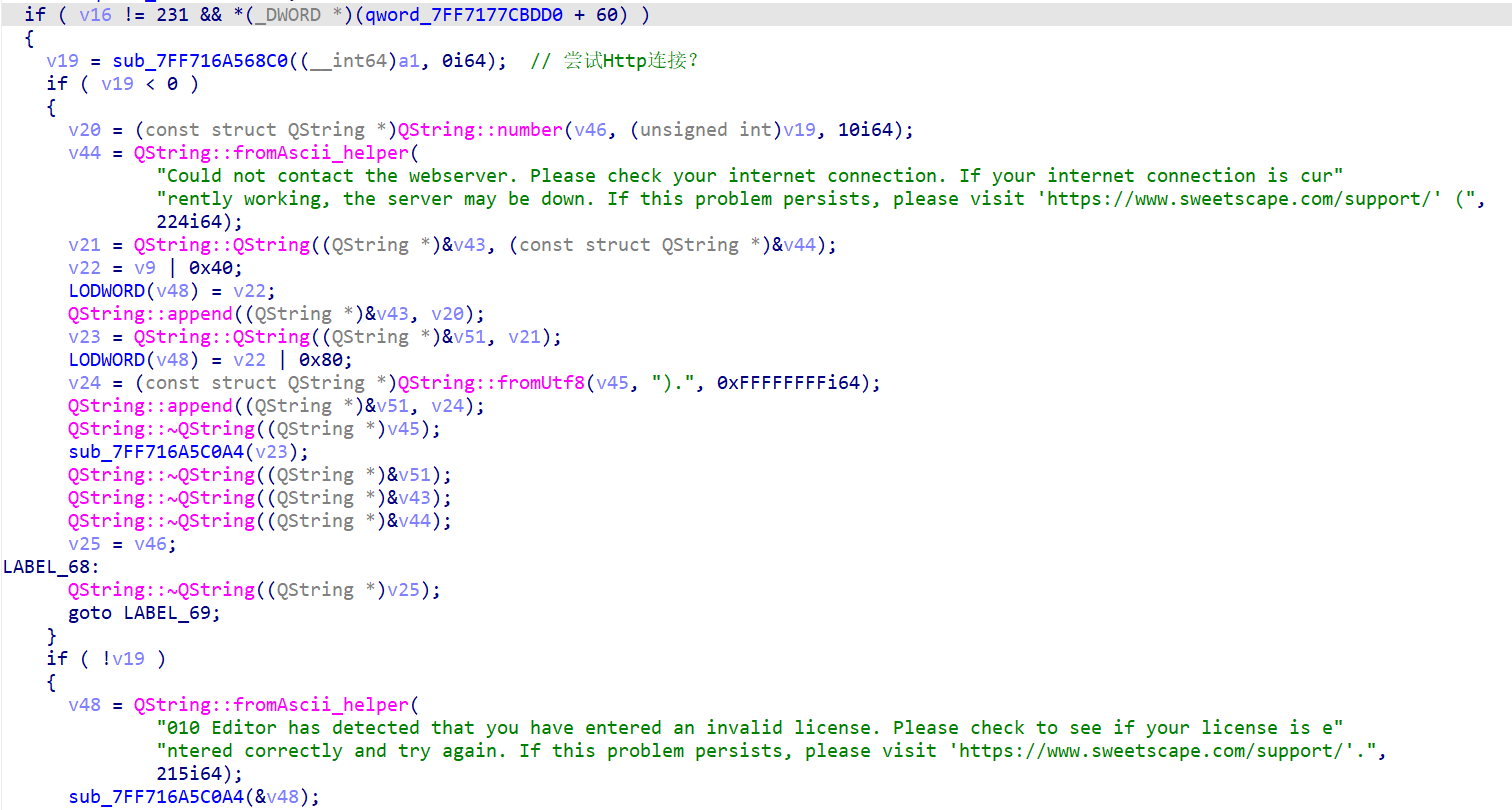 if ( v16 != 231 && *(_DWORD *)(qword_7FF7177CBDD0 + 60) )
{
v19 = sub_7FF716A568C0((__int64)a1, 0i64); // 尝试Http连接?
if ( v19 < 0 )
{
v20 = (const struct QString *)QString::number(v46, (unsigned int)v19, 10i64);
v44 = QString::fromAscii_helper(
"Could not contact the webserver. Please check your internet connection. If your internet connection is cur"
"rently working, the server may be down. If this problem persists, please visit 'https://www.sweetscape.com/support/' (",
224i64);
v21 = QString::QString((QString *)&v43, (const struct QString *)&v44);
v22 = v9 | 0x40;
LODWORD(v48) = v22;
QString::append((QString *)&v43, v20);
v23 = QString::QString((QString *)&v51, v21);
LODWORD(v48) = v22 | 0x80;
v24 = (const struct QString *)QString::fromUtf8(v45, ").", 0xFFFFFFFFi64);
QString::append((QString *)&v51, v24);
QString::~QString((QString *)v45);
sub_7FF716A5C0A4(v23);
QString::~QString((QString *)&v51);
QString::~QString((QString *)&v43);
QString::~QString((QString *)&v44);
v25 = v46;
LABEL_68:
QString::~QString((QString *)v25);
goto LABEL_69;
}
if ( !v19 )
{
v48 = QString::fromAscii_helper(
"010 Editor has detected that you have entered an invalid license. Please check to see if your license is e"
"ntered correctly and try again. If this problem persists, please visit 'https://www.sweetscape.com/support/'.",
215i64);
sub_7FF716A5C0A4(&v48);